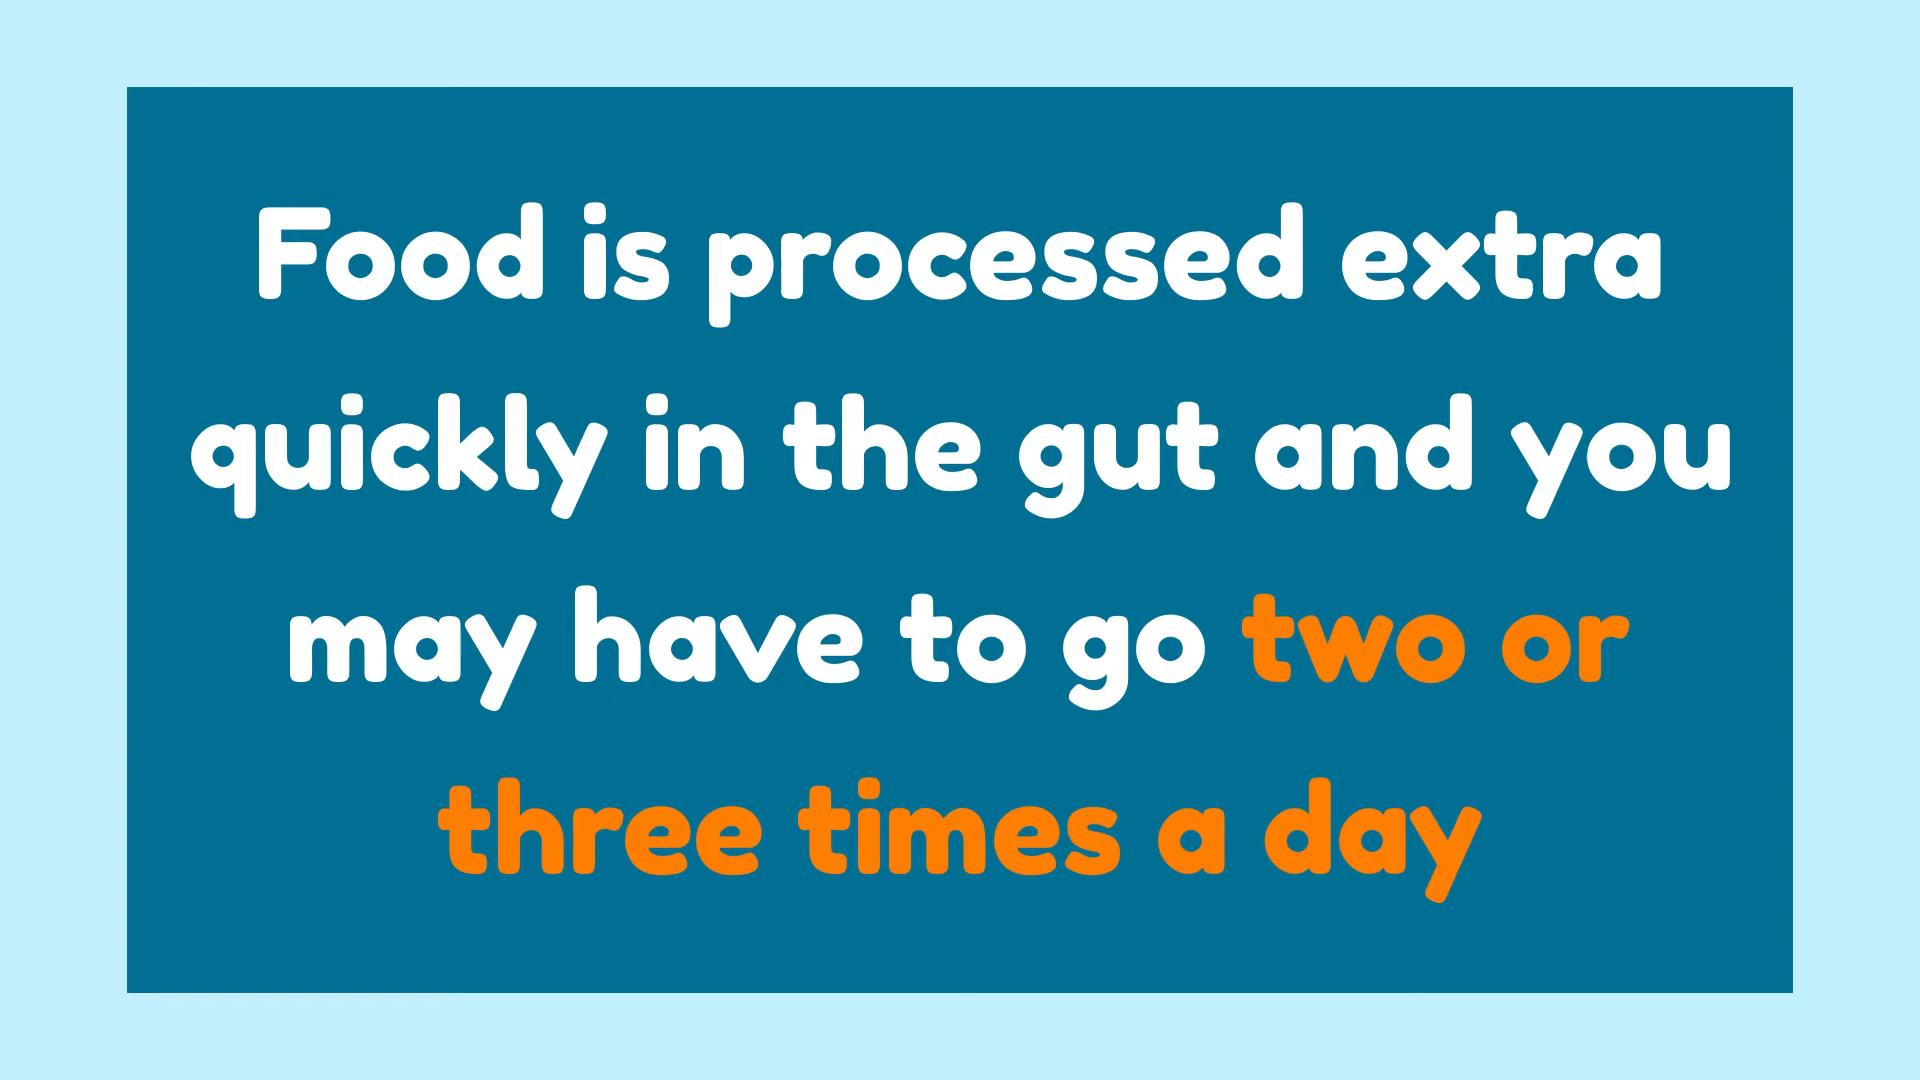 Food is processed extra
quickly in the gut and you
may have to go two or
three times a day